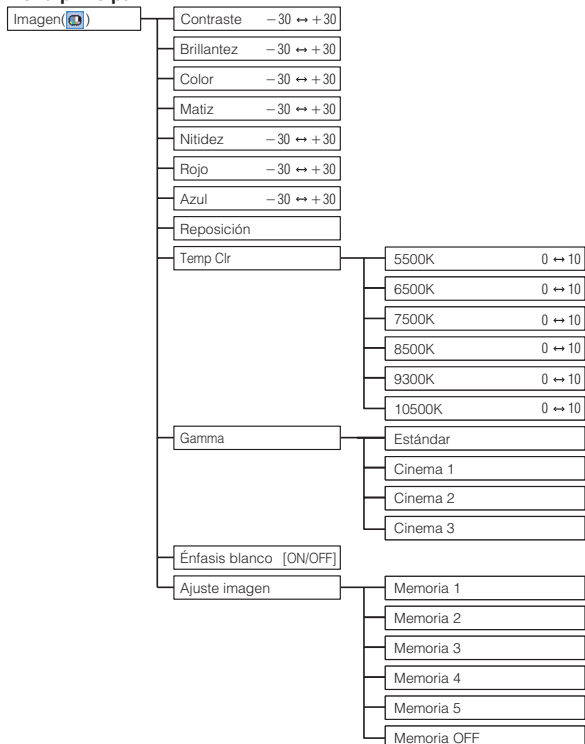 Imagen( )
Contraste −30 ↔ +30
Brillantez −30 ↔ +30
Color −30 ↔ +30
Matiz −30 ↔ +30
Nitidez −30 ↔ +30
Rojo −30 ↔ +30
Azul −30 ↔ +30
Reposición
Temp Clr
5500K 0 ↔ 10
6500K 0 ↔ 10
7500K 0 ↔ 10
8500K 0 ↔ 10
9300K 0 ↔ 10
10500K 0 ↔ 10
Gamma
Estándar
Cinema 1
Cinema 2
Cinema 3
Énfasis blanco [ON/OFF]
Ajuste imagen
Memoria 1
Memoria 2
Memoria 3
Memoria 4
Memoria 5
Memoria OFF